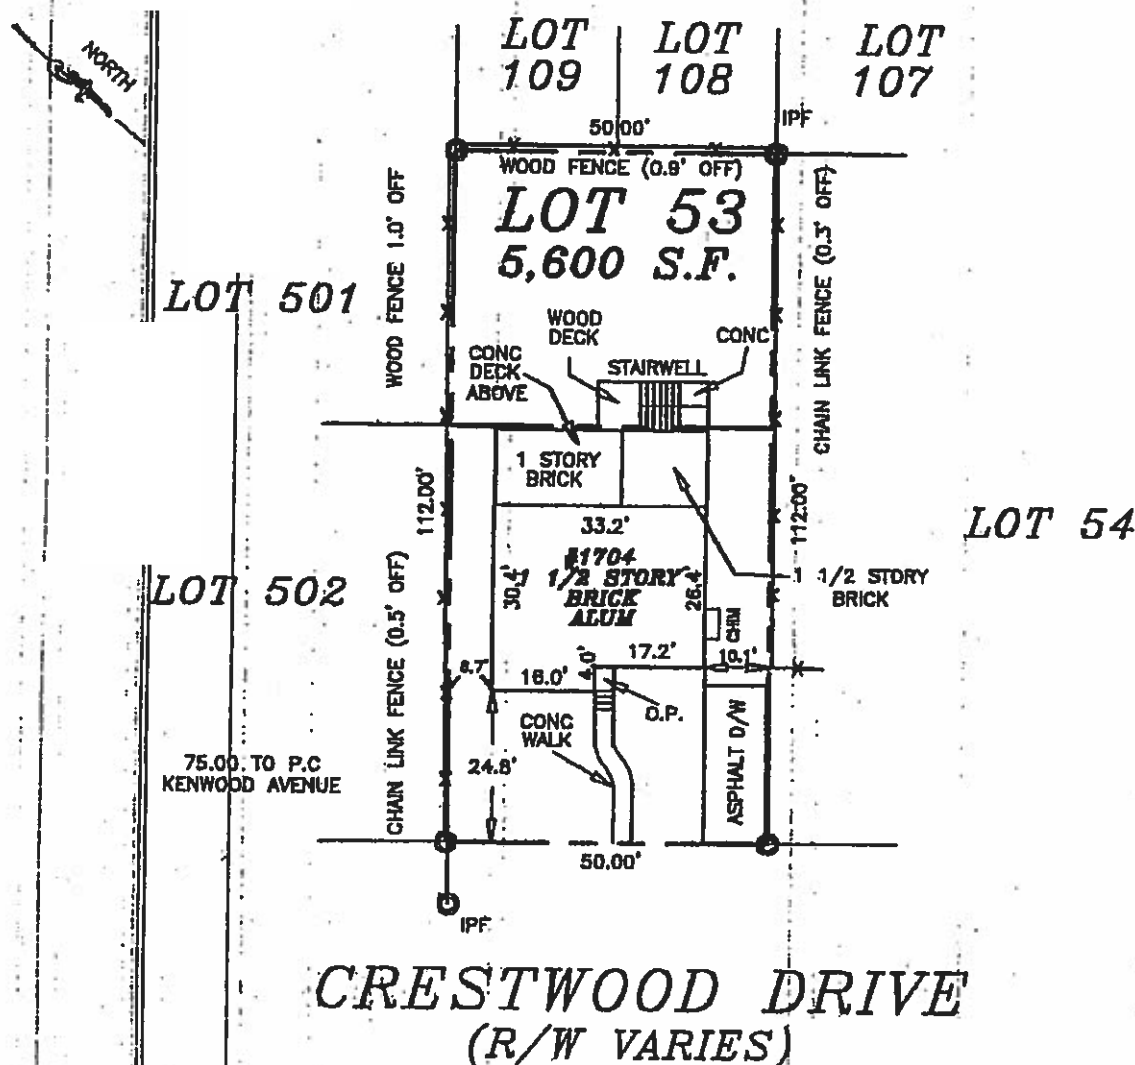 NORTH
LOT
109
LOT
108
LOT
107
IPF
50.00'
WOOD FENCE (0.9' OFF)
LOT 53
5,600 S.F.
WOOD FENCE 1.0' OFF
CHAIN LINK FENCE (0.3' OFF)
LOT 501
WOOD
DECK
CONC
CONC
DECK
ABOVE
STAIRWELL
1 STORY
BRICK
112.00'
112.00'
33.2'
LOT 54
#1704
1 1/2 STORY
BRICK
ALUM
30.4'
26.4'
1 1/2 STORY
BRICK
LOT 502
CHIM
CHAIN LINK FENCE (0.5' OFF)
17.2'
10.1'
4.0'
8.7'
16.0'
O.P.
CONC
WALK
ASPHALT D/W
75.00. TO P.C
KENWOOD AVENUE
24.8'
50.00'
IPF
CRESTWOOD DRIVE
(R/W VARIES)